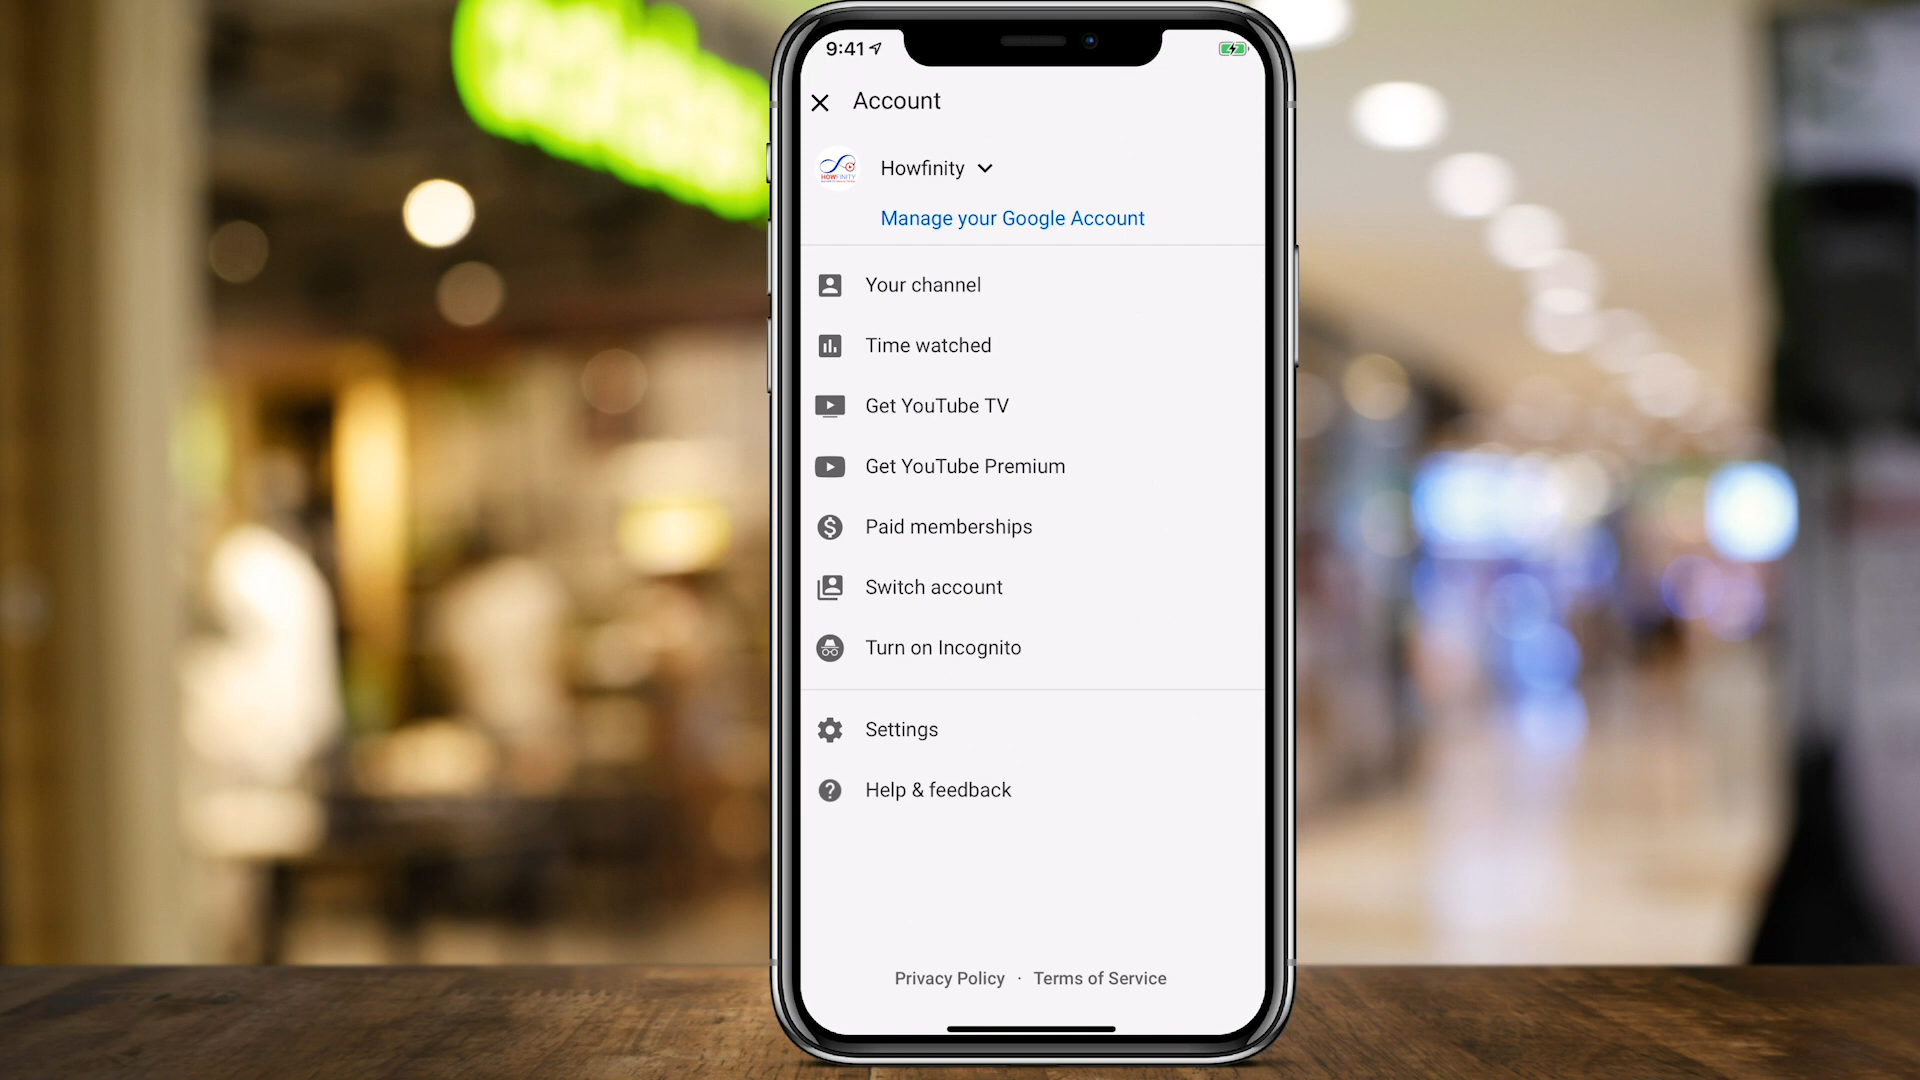 9:41
Account
HOWFINITY
Howfinity
Manage your Google Account
Your channel
Time watched
Get YouTube TV
Get YouTube Premium
Paid memberships
Switch account
Turn on Incognito
Settings
Help & feedback
Privacy Policy · Terms of Service